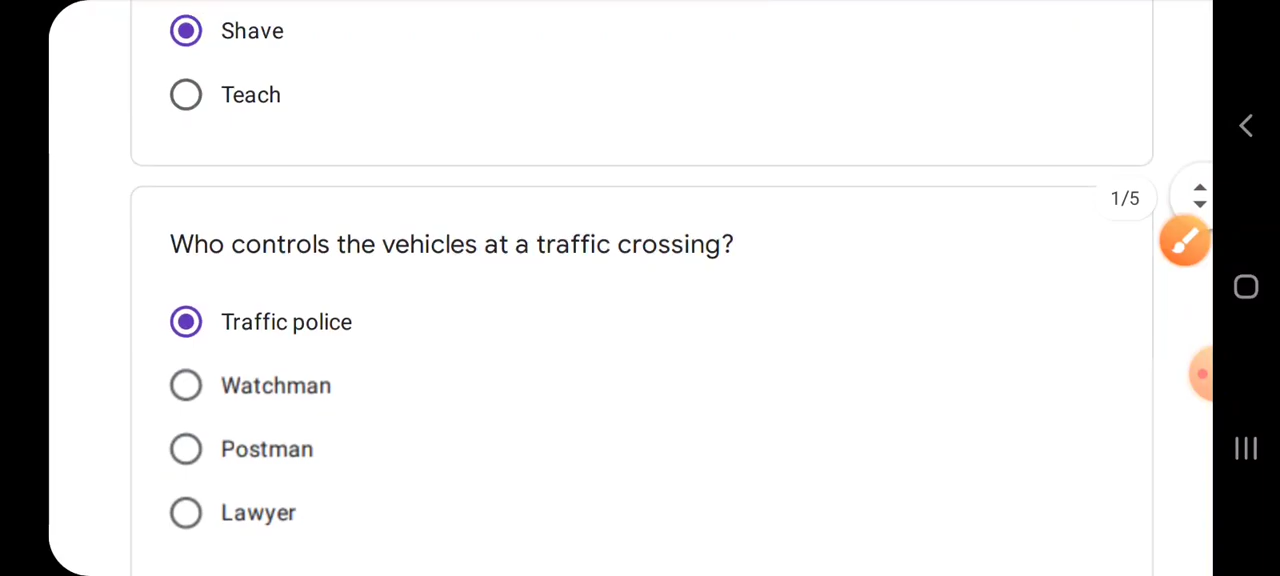 Shave
Teach
1/5
Who controls the vehicles at a traffic crossing?
Traffic police
Watchman
Postman
Lawyer